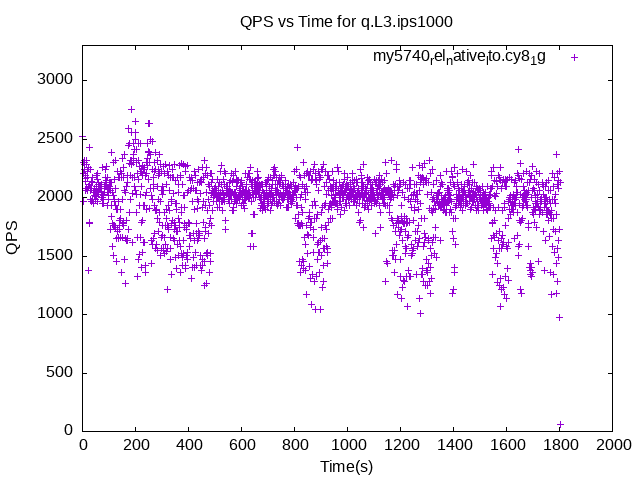 QPS vs Time for q.L3.ips1000
my5740relnativelto.cy81g
3000
2500
2000
1500
1000
500
0
QPS
0 200 400 600 800 1000 1200 1400 1600 1800 2000
Time(s)